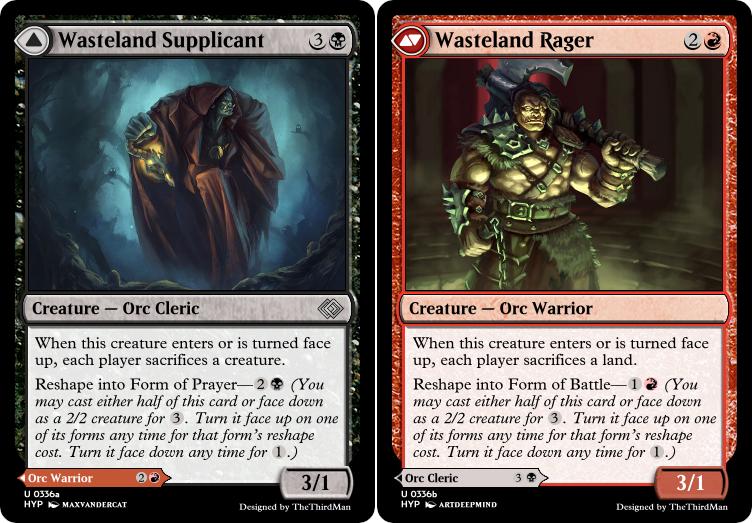 Wasteland Supplicant 3
Creature — Orc Cleric
When this creature enters or is turned face
up, each player sacrifices a creature.
Reshape into Form of Prayer—2 (You
may cast either half of this card or face down
as a 2/2 creature for 3. Turn it face up on one
of its forms any time for that form's reshape
cost. Turn it face down any time for 1.)
Orc Warrior 2
3/1
U 0336a
HYP MAXVANDERCAT
Designed by TheThirdMan
Wasteland Rager 2
Creature — Orc Warrior
When this creature enters or is turned face
up, each player sacrifices a land.
Reshape into Form of Battle—1 (You
may cast either half of this card or face down
as a 2/2 creature for 3. Turn it face up on one
of its forms any time for that form's reshape
cost. Turn it face down any time for 1.)
Orc Cleric 3
3/1
U 0336b
HYP ARTDEEPMIND
Designed by TheThirdMan